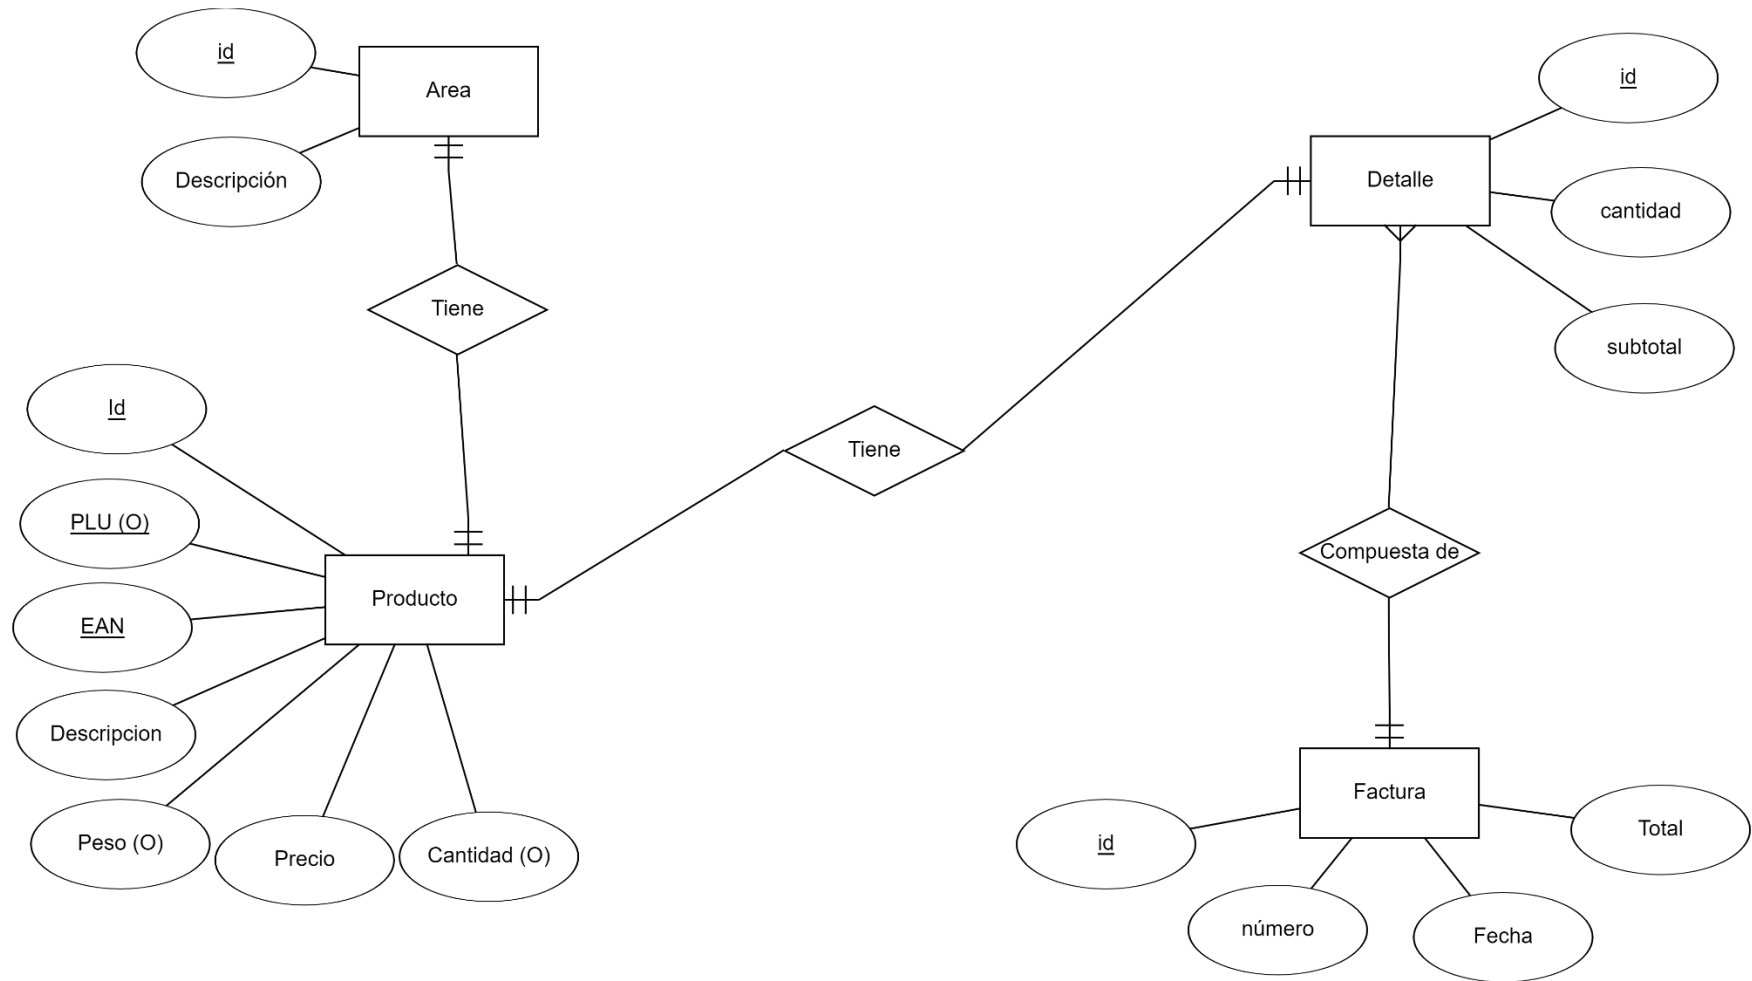 id
Area
Descripción
Tiene
Id
PLU (O)
EAN
Producto
Descripcion
Peso (O)
Precio
Cantidad (O)
Tiene
id
Detalle
cantidad
subtotal
Compuesta de
Factura
id
número
Fecha
Total